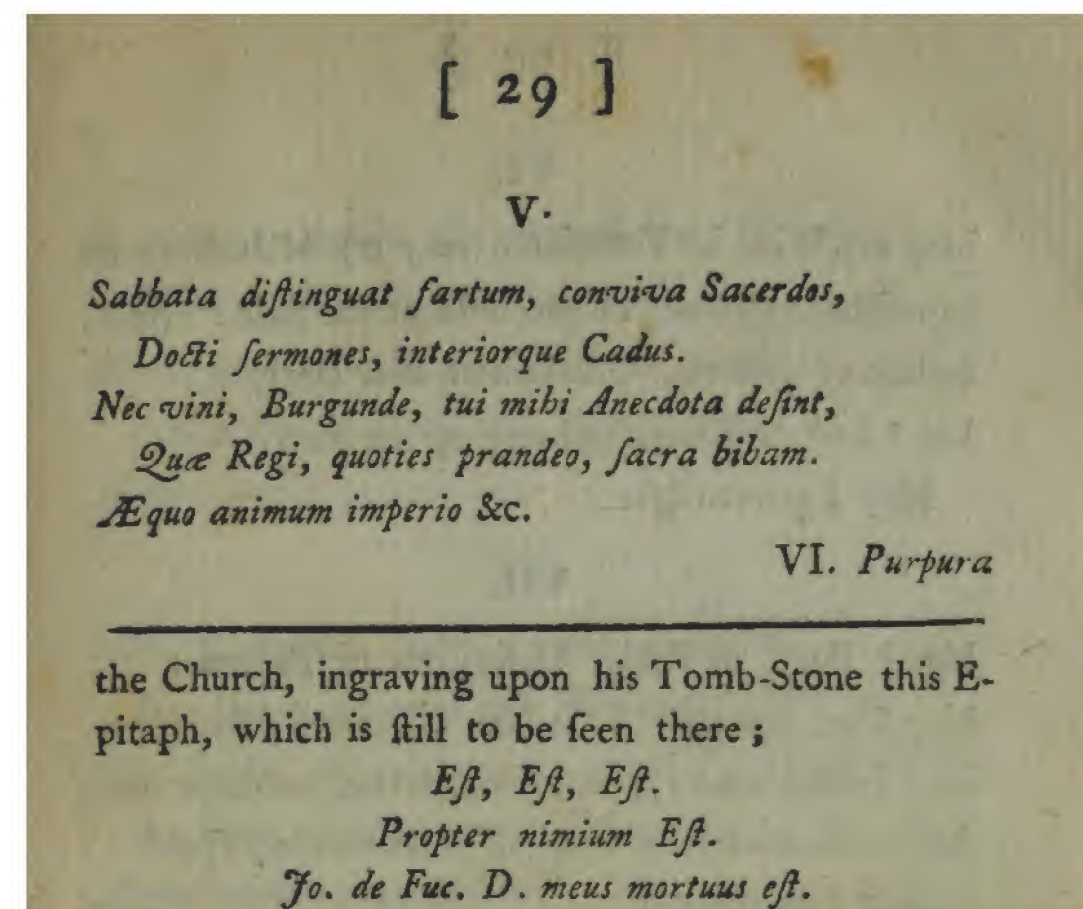 [ 29 ]
V.
Sabbata diſtinguat fartum, conviva Sacerdos,
Docti ſermones, interiorque Cadus.
Nec vini, Burgunde, tui mihi Anecdota deſint,
Quæ Regi, quoties prandeo, ſacra bibam.
Æquo animum imperio &c.
VI. Purpura
the Church, ingraving upon his Tomb-Stone this E-
pitaph, which is ſtill to be ſeen there ;
Eſt, Eſt, Eſt.
Propter nimium Eſt.
Jo. de Fuc. D. meus mortuus eſt.